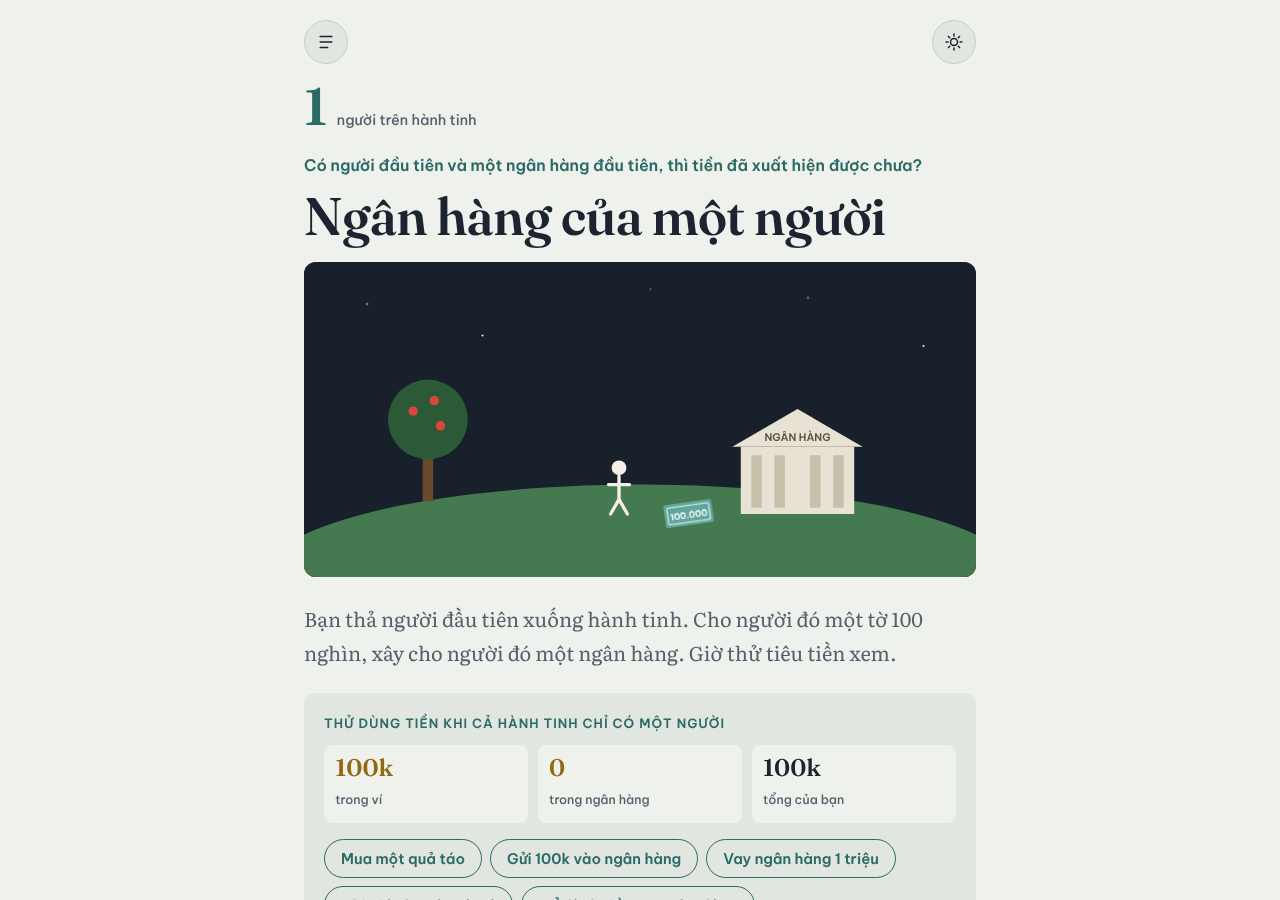 1 người trên hành tinh
Có người đầu tiên và một ngân hàng đầu tiên, thì tiền đã xuất hiện được chưa?
Ngân hàng của một người
NGÂN HÀNG
100.000
Bạn thả người đầu tiên xuống hành tinh. Cho người đó một tờ 100
nghìn, xây cho người đó một ngân hàng. Giờ thử tiêu tiền xem.
THỬ DÙNG TIỀN KHI CẢ HÀNH TINH CHỈ CÓ MỘT NGƯỜI
100k
trong ví
0
trong ngân hàng
100k
tổng của bạn
Mua một quả táo
Gửi 100k vào ngân hàng
Vay ngân hàng 1 triệu